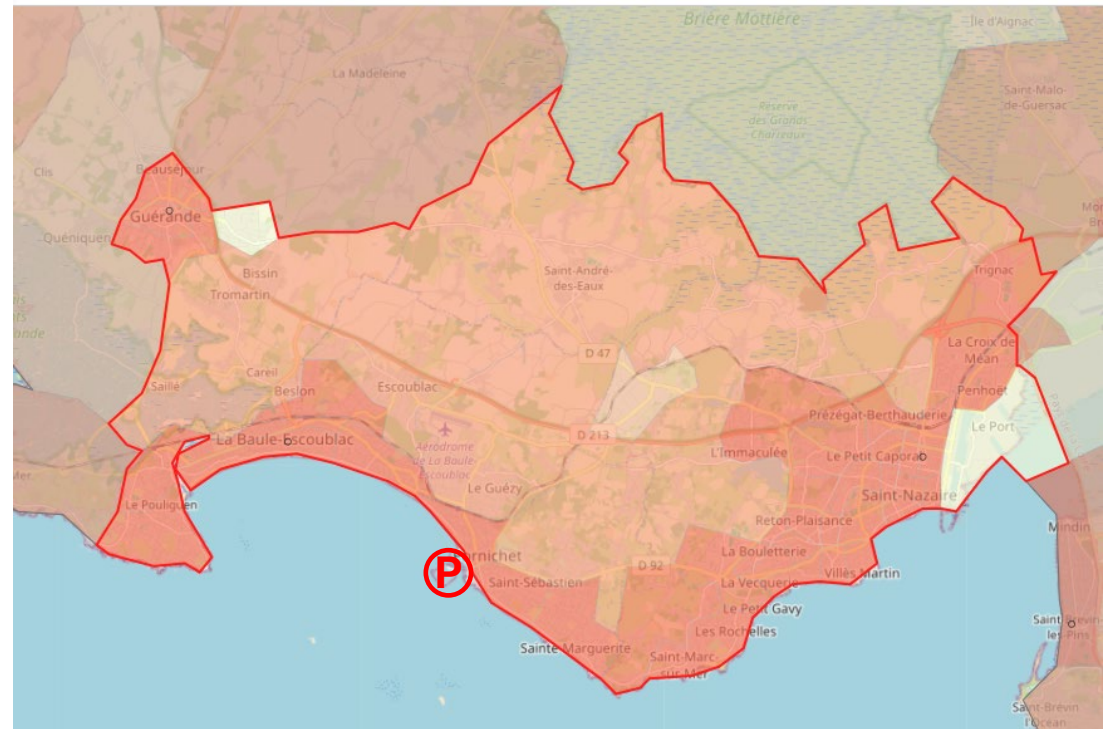 Brière Mottière
Île d'Aignac
La Madeleine
Saint-Malo-
de-Guersac
Réserve
des Grands
Charreaux
Clis
Beauséjour
Guérande
Quéniquen
Bissin
Tromartin
Saint-André-
des-Eaux
Trignac
D 47
La Croix de
Méan
Saillé
Careil
Beslon
Escoublac
Penhoët
Prézégat-Berthauderie
Le Port
La Baule-Escoublac
D 213
Aérodrome
de La Baule-
Escoublac
L'Immaculée
Le Petit Caporal
Le Guézy
Saint-Nazaire
Le Pouliguen
Reton-Plaisance
Mindin
P
Pornichet
La Bouletterie
D 92
Saint-Sébastien
La Vecquerie
Villès Martin
Le Petit Gavy
Les Rochelles
Saint-Brevin-
les-Pins
Sainte Marguerite
Saint-Marc-
sur-Mer
Saint-Brévin
l'Océan